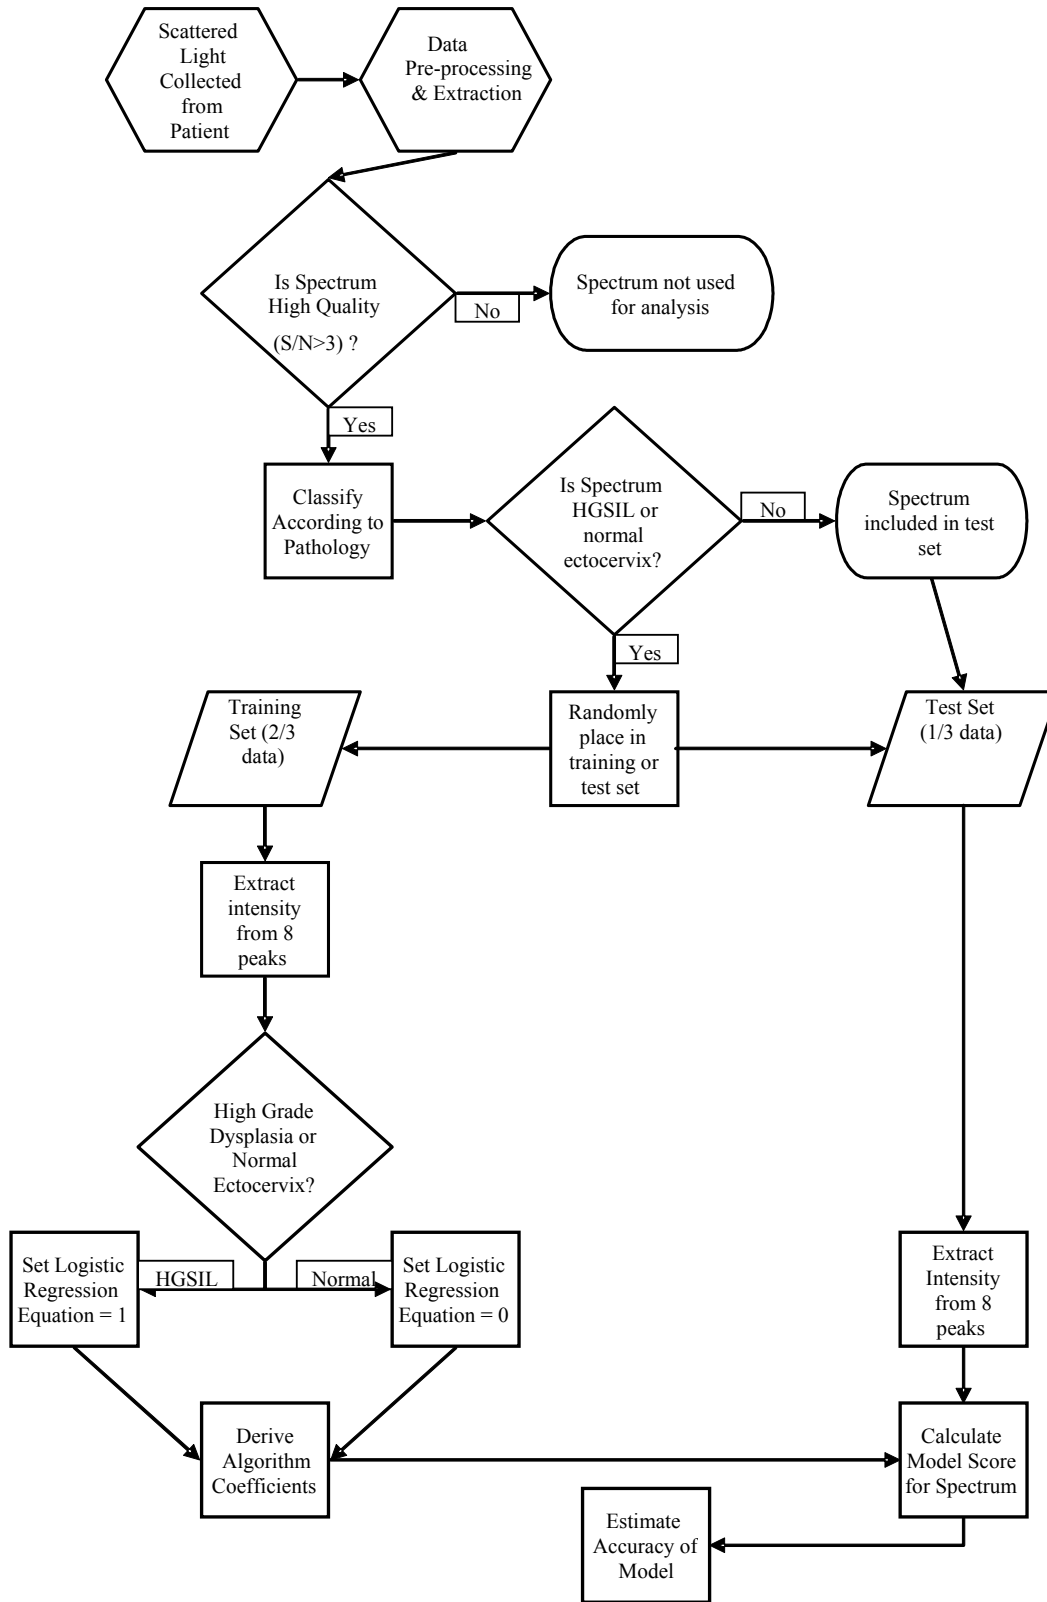 Scattered
Light
Collected
from
Patient
Data
Pre-processing
& Extraction
Is Spectrum
High Quality
(S/N>3) ?
No
Spectrum not used
for analysis
Yes
Classify
According to
Pathology
Is Spectrum
HGSIL or
normal
ectocervix?
No
Spectrum
included in test
set
Yes
Training
Set (2/3
data)
Randomly
place in
training or
test set
Test Set
(1/3 data)
Extract
intensity
from 8
peaks
High Grade
Dysplasia or
Normal
Ectocervix?
Set Logistic
Regression
Equation = 1
HGSIL
Normal
Set Logistic
Regression
Equation = 0
Extract
Intensity
from 8
peaks
Derive
Algorithm
Coefficients
Calculate
Model Score
for Spectrum
Estimate
Accuracy of
Model